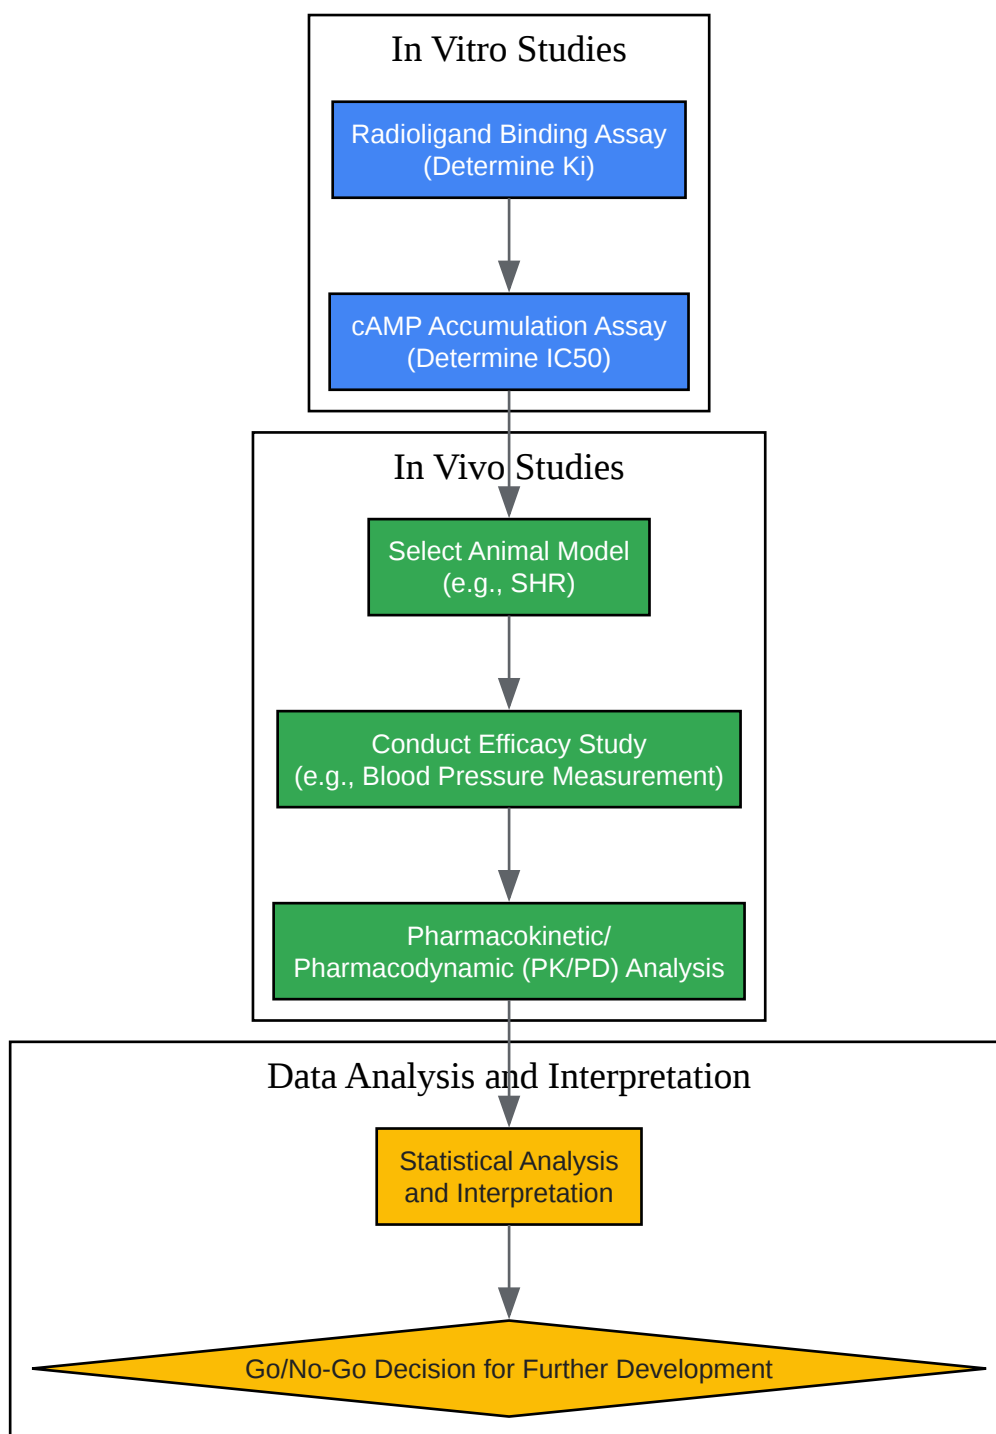 In Vitro Studies
Radioligand Binding Assay
(Determine Ki)
cAMP Accumulation Assay
(Determine IC50)
In Vivo Studies
Select Animal Model
(e.g., SHR)
Conduct Efficacy Study
(e.g., Blood Pressure Measurement)
Pharmacokinetic/
Pharmacodynamic (PK/PD) Analysis
Data Analysis and Interpretation
Statistical Analysis
and Interpretation
Go/No-Go Decision for Further Development